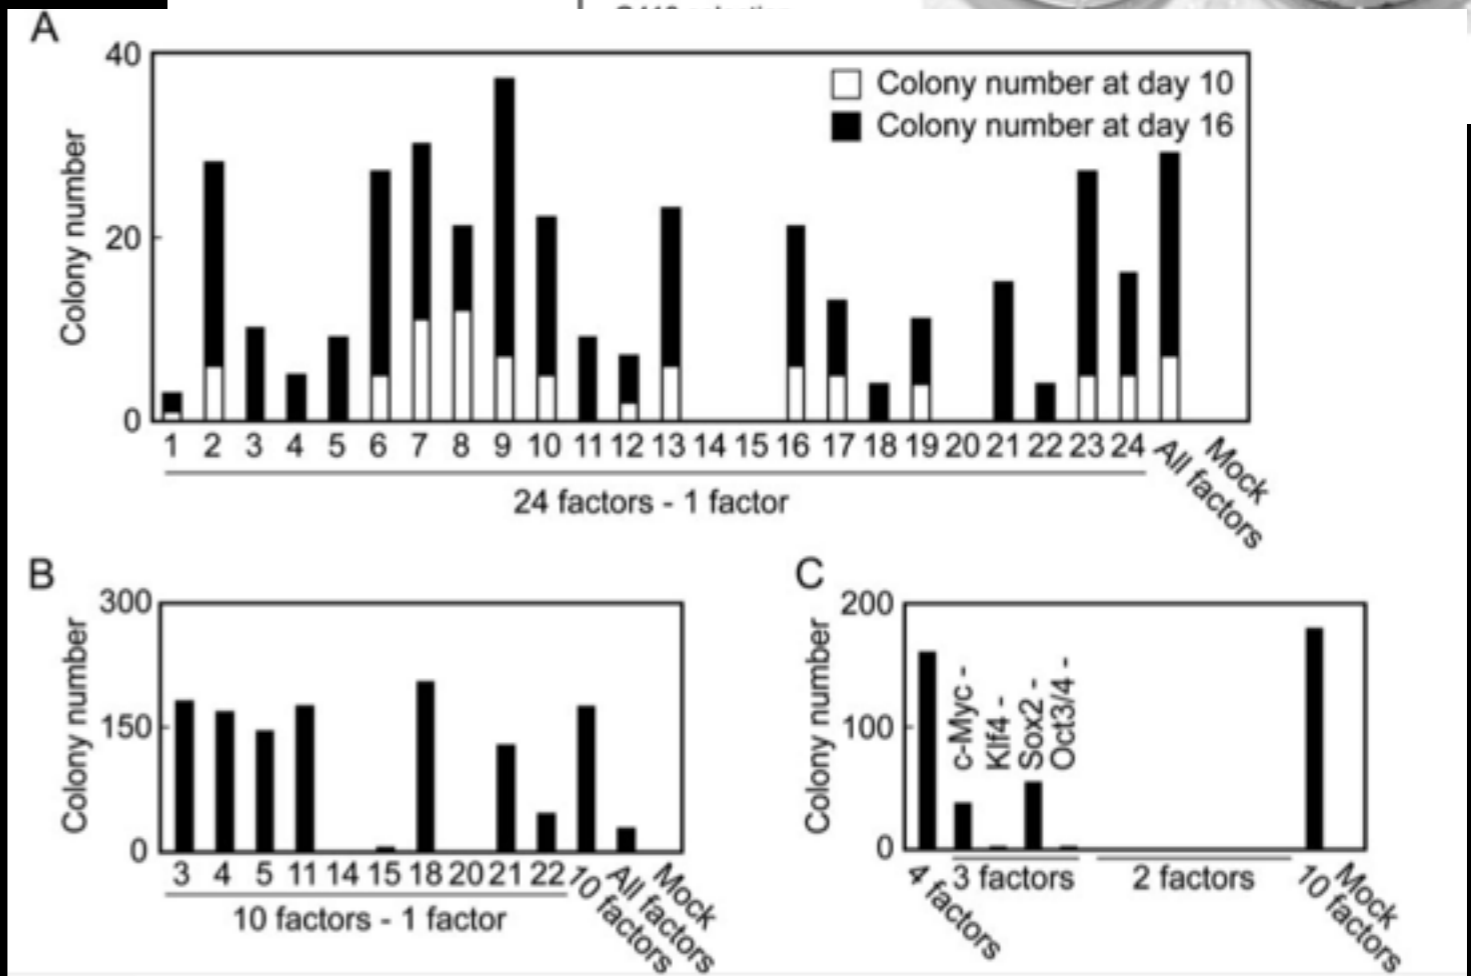 A
40
Colony number at day 10
Colony number at day 16
Colony number
20
0
1 2 3 4 5 6 7 8 9 10 11 12 13 14 15 16 17 18 19 20 21 22 23 24 All factors Mock
24 factors - 1 factor
B
300
Colony number
150
0
3 4 5 11 14 15 18 20 21 22 10 factors All factors Mock
10 factors - 1 factor
C
200
Colony number
100
0
c-Myc -
Klf4 -
Sox2 -
Oct3/4 -
4 factors 3 factors 2 factors 10 factors Mock